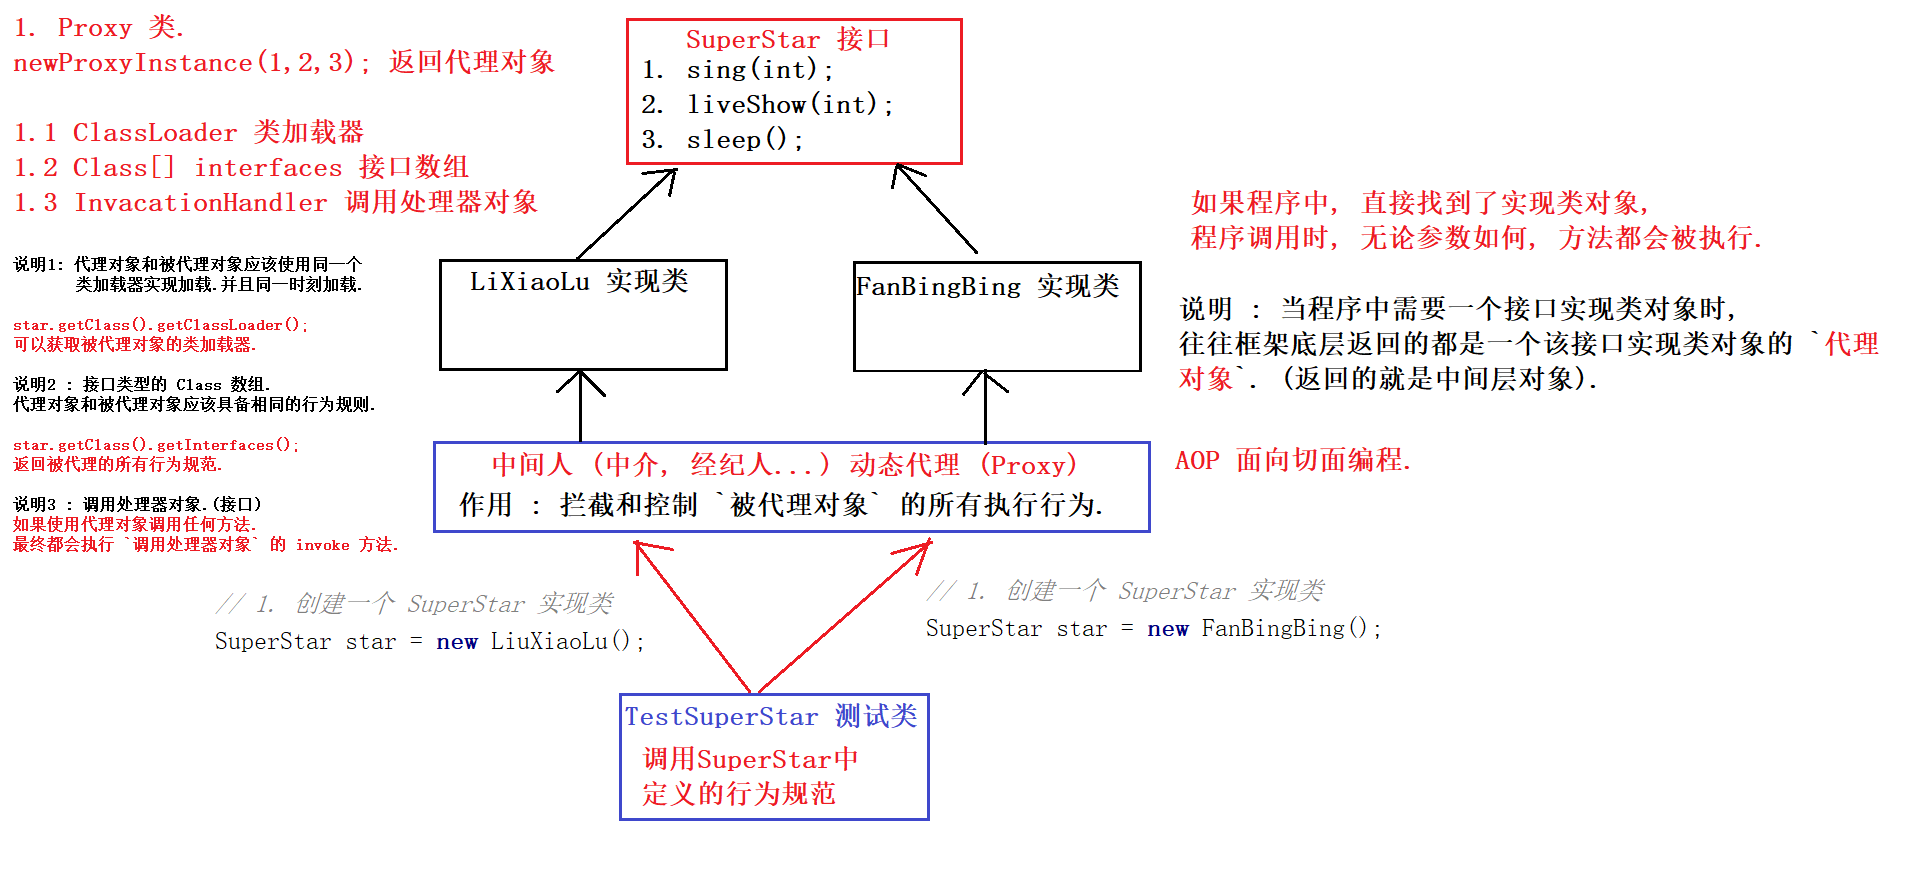 1. Proxy 类.
newProxyInstance(1,2,3); 返回代理对象
1.1 ClassLoader 类加载器
1.2 Class[] interfaces 接口数组
1.3 InvacationHandler 调用处理器对象
说明1: 代理对象和被代理对象应该使用同一个
类加载器实现加载.并且同一时刻加载.
star.getClass().getClassLoader();
可以获取被代理对象的类加载器.
说明2 : 接口类型的 Class 数组.
代理对象和被代理对象应该具备相同的行为规则.
star.getClass().getInterfaces();
返回被代理的所有行为规范.
说明3 : 调用处理器对象.(接口)
如果使用代理对象调用任何方法.
最终都会执行 `调用处理器对象` 的 invoke 方法.
SuperStar 接口
1. sing(int);
2. liveShow(int);
3. sleep();
LiXiaoLu 实现类
FanBingBing 实现类
中间人 (中介, 经纪人...) 动态代理 (Proxy)
作用 : 拦截和控制 `被代理对象` 的所有执行行为.
// 1. 创建一个 SuperStar 实现类
SuperStar star = new LiuXiaoLu();
// 1. 创建一个 SuperStar 实现类
SuperStar star = new FanBingBing();
TestSuperStar 测试类
调用SuperStar中
定义的行为规范
如果程序中, 直接找到了实现类对象,
程序调用时, 无论参数如何, 方法都会被执行.
说明 : 当程序中需要一个接口实现类对象时,
往往框架底层返回的都是一个该接口实现类对象的 `代理
对象`. (返回的就是中间层对象).
AOP 面向切面编程.